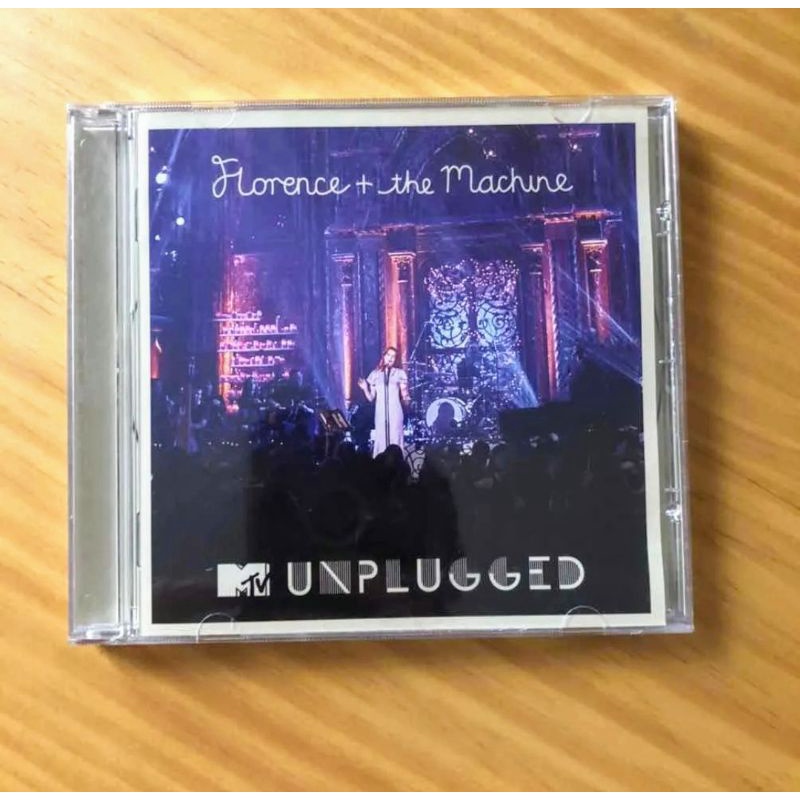 Florence + the Machine
MTV UNPLUGGED